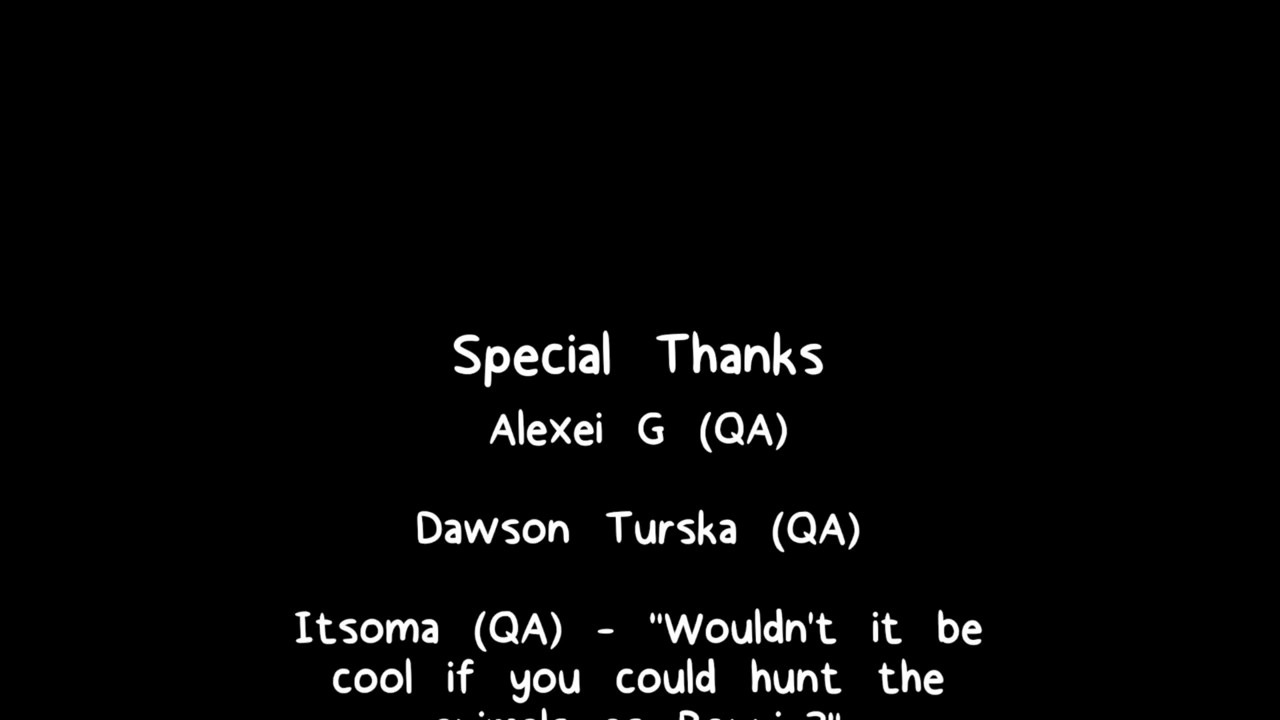 Special Thanks
Alexei G (QA)
Dawson Turska (QA)
Itsoma (QA) - "Wouldn't it be
cool if you could hunt the